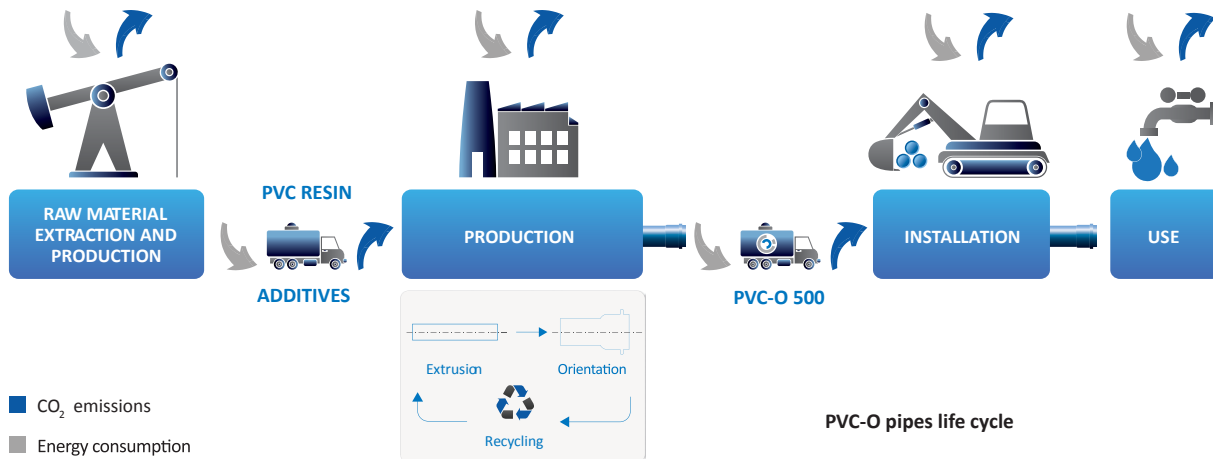 RAW MATERIAL
EXTRACTION AND
PRODUCTION
PVC RESIN
ADDITIVES
PRODUCTION
PVC-O 500
INSTALLATION
USE
Extrusion
Orientation
Recycling
CO₂ emissions
Energy consumption
PVC-O pipes life cycle